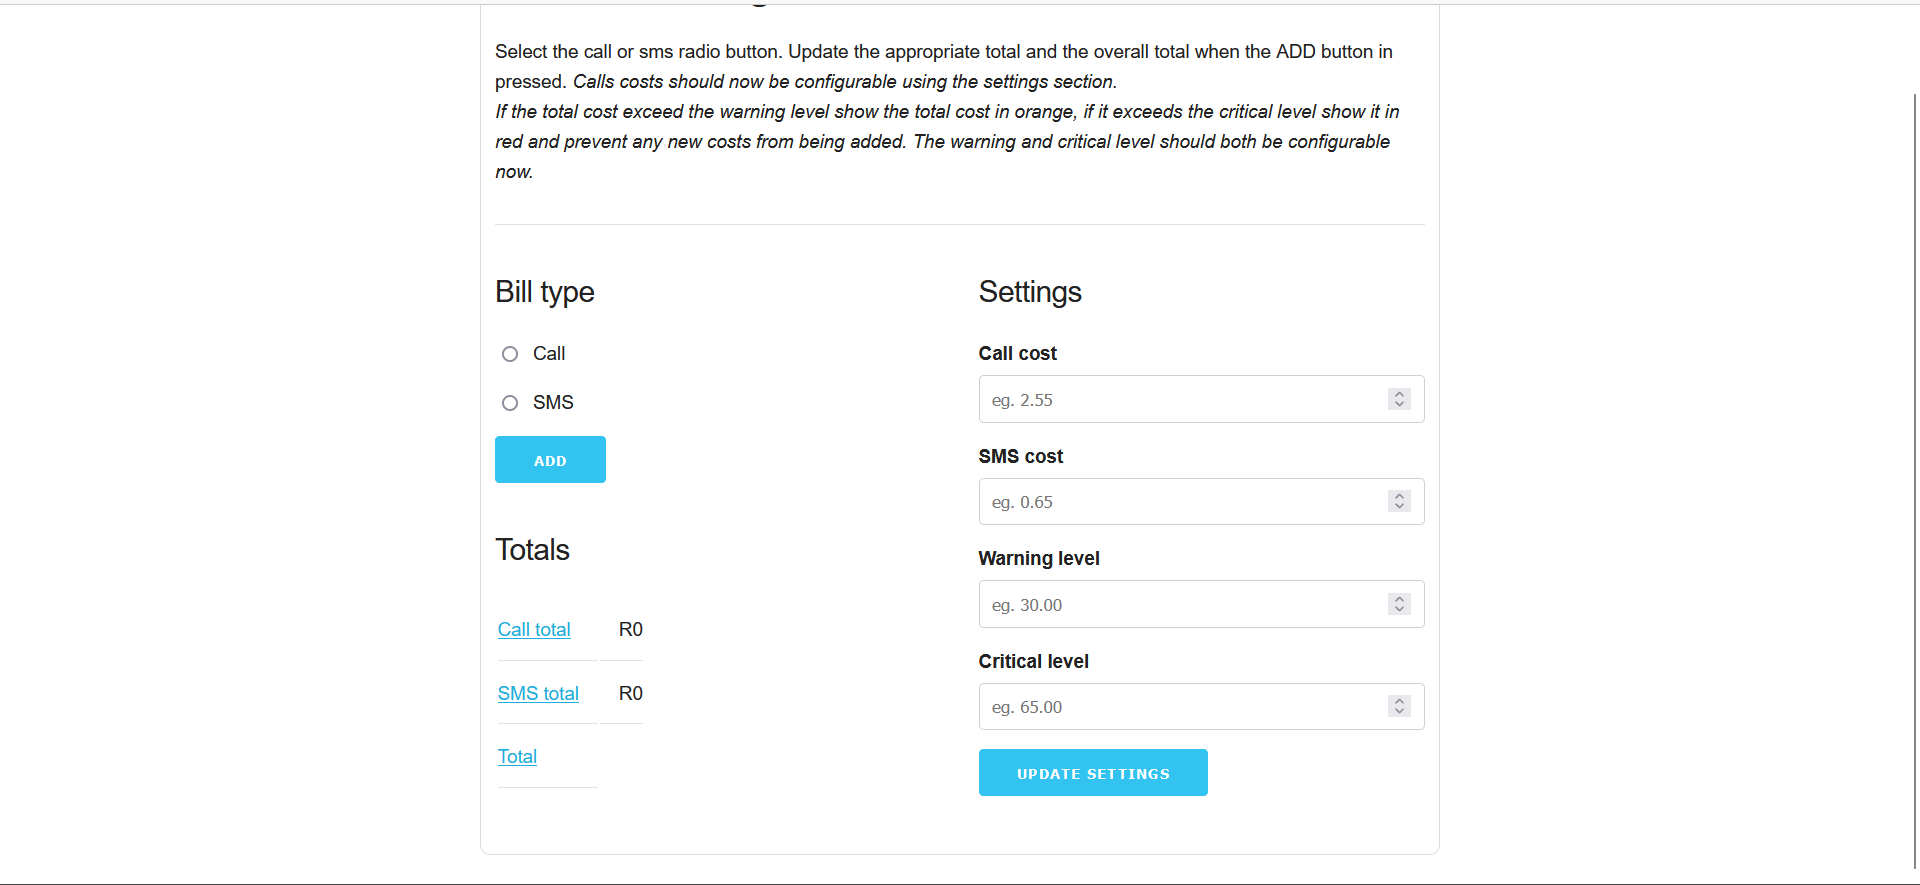 Select the call or sms radio button. Update the appropriate total and the overall total when the ADD button in
pressed. Calls costs should now be configurable using the settings section.
If the total cost exceed the warning level show the total cost in orange, if it exceeds the critical level show it in
red and prevent any new costs from being added. The warning and critical level should both be configurable
now.
Bill type
Call
SMS
ADD
Totals
Call total R0
SMS total R0
Total
Settings
Call cost
eg. 2.55
SMS cost
eg. 0.65
Warning level
eg. 30.00
Critical level
eg. 65.00
UPDATE SETTINGS